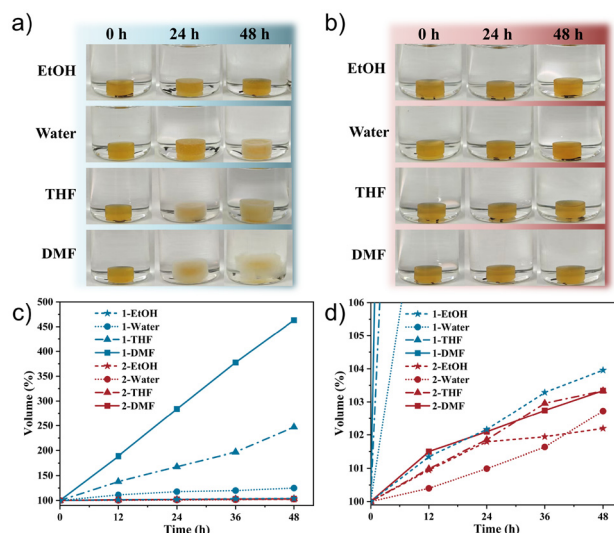 a)
0 h 24 h 48 h
EtOH
Water
THF
DMF
b)
0 h 24 h 48 h
EtOH
Water
THF
DMF
c)
500
450
400
350
300
250
200
150
100
Volume (%)
1-EtOH
1-Water
1-THF
1-DMF
2-EtOH
2-Water
2-THF
2-DMF
0 12 24 36 48
Time (h)
d)
106
105
104
103
102
101
100
Volume (%)
1-EtOH
1-Water
1-THF
1-DMF
2-EtOH
2-Water
2-THF
2-DMF
0 12 24 36 48
Time (h)